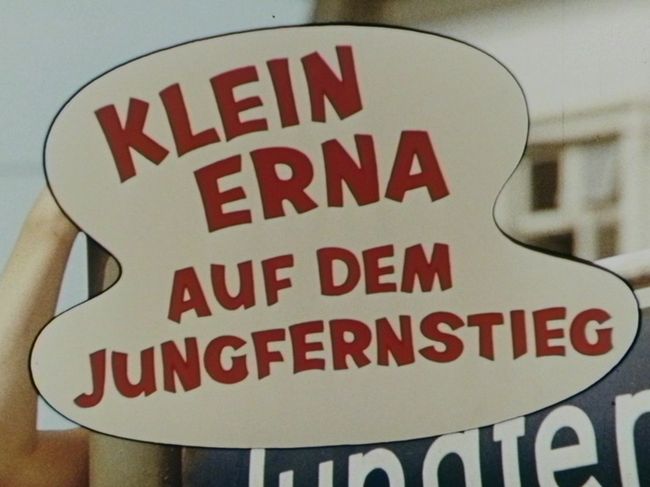 KLEIN
ERNA
AUF DEM
JUNGFERNSTIEG